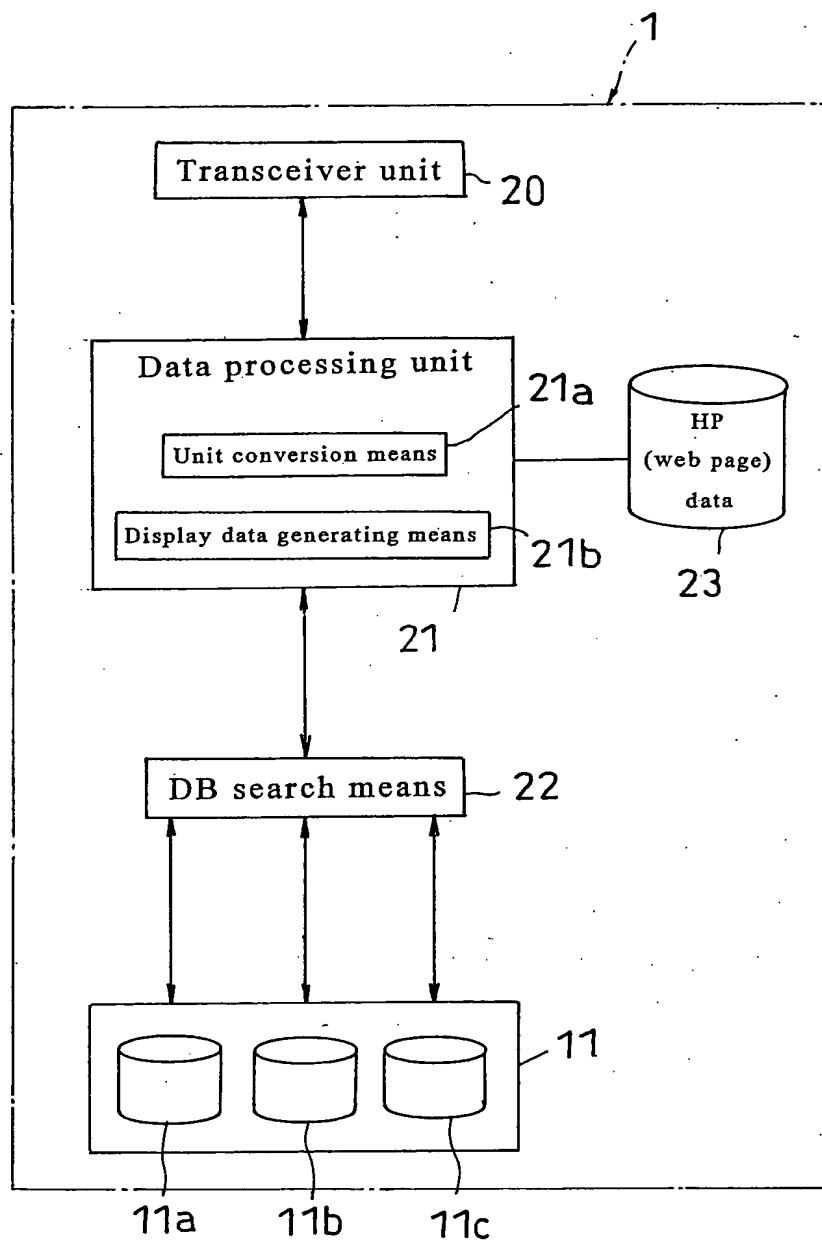 1
Transceiver unit
20
Data processing unit
21a
Unit conversion means
Display data generating means
21b
21
HP
(web page)
data
23
DB search means
22
11
11a
11b
11c